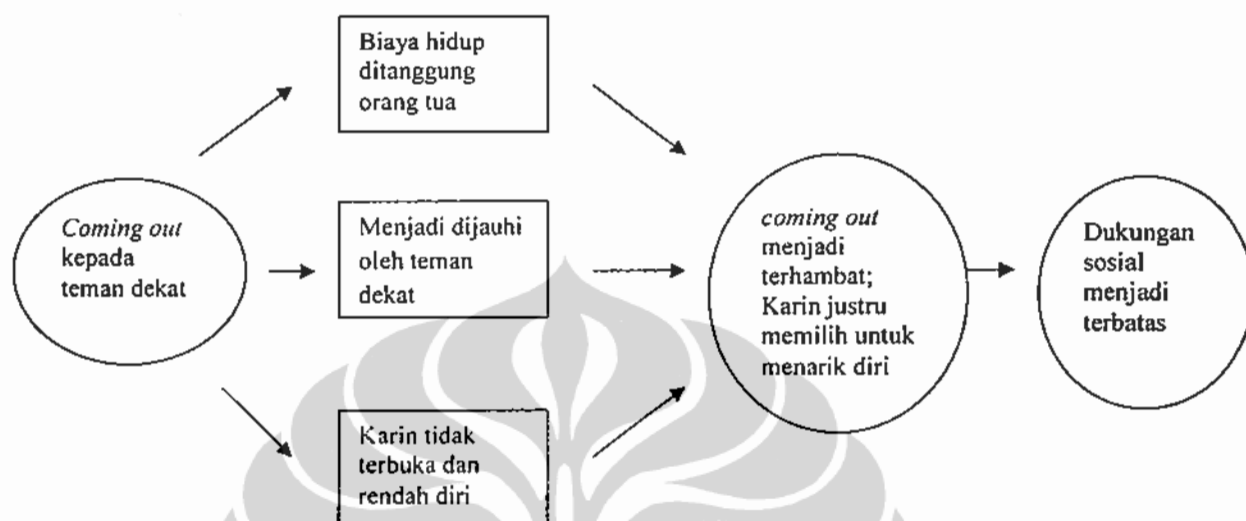 Biaya hidup
ditanggung
orang tua
Coming out
kepada
teman dekat
Menjadi dijauhi
oleh teman
dekat
Karin tidak
terbuka dan
rendah diri
coming out
menjadi
terhambat;
Karin justru
memilih untuk
menarik diri
Dukungan
sosial
menjadi
terbatas